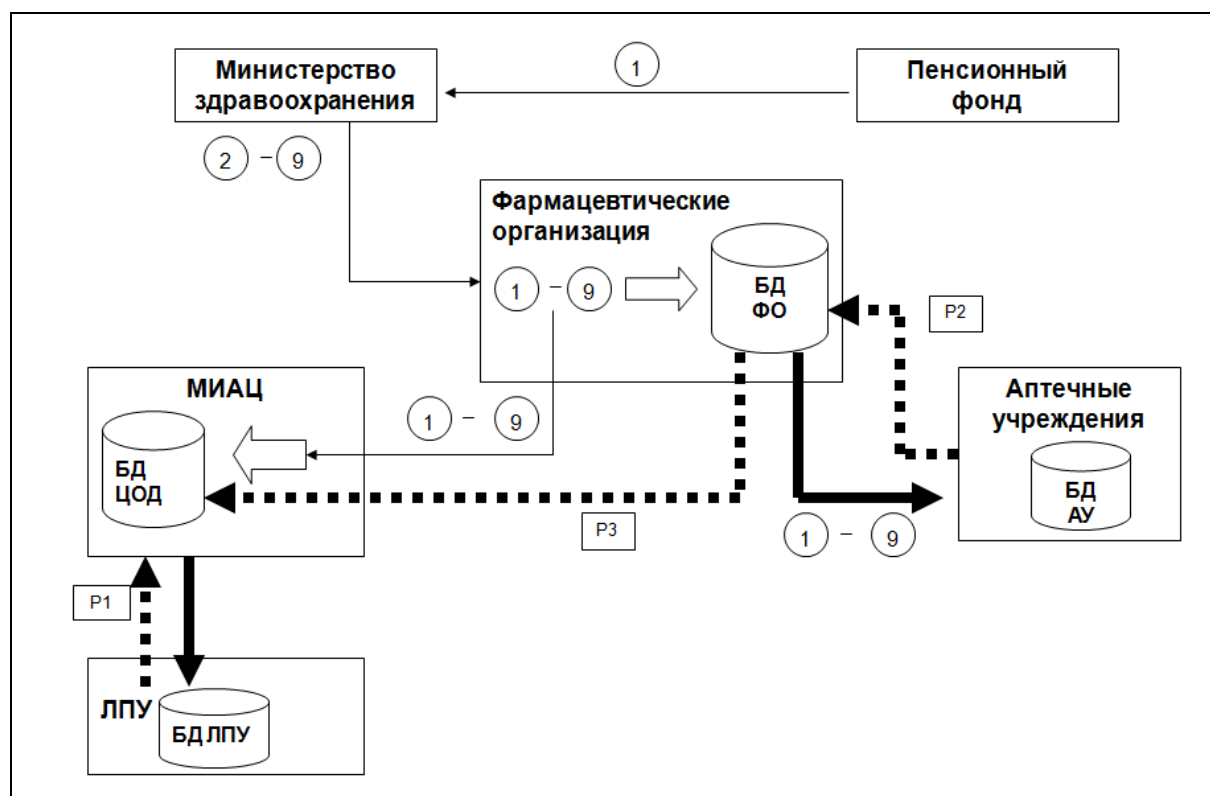 Министерство
здравоохранения
1
Пенсионный
фонд
2 – 9
Фармацевтические
организация
1 – 9
БД
ФО
P2
МИАЦ
1 – 9
БД
ЦОД
Аптечные
учреждения
БД
АУ
P3
1 – 9
P1
ЛПУ
БД ЛПУ